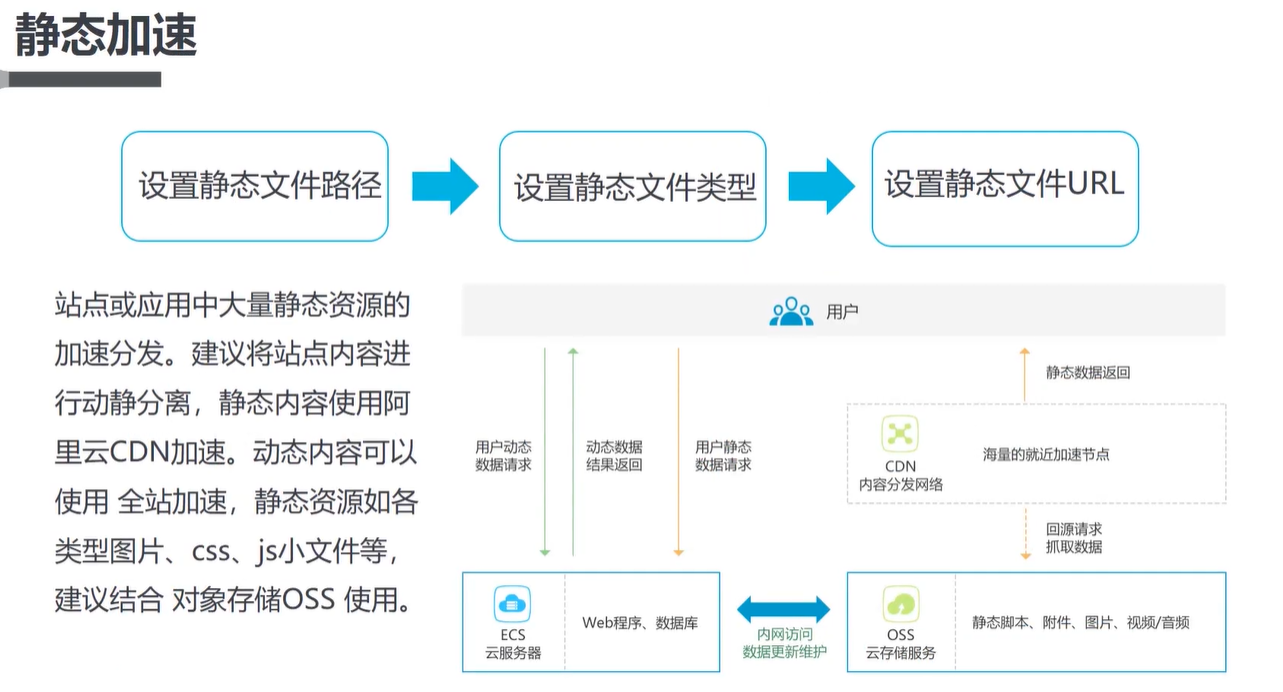 静态加速
设置静态文件路径
设置静态文件类型
设置静态文件URL
站点或应用中大量静态资源的
加速分发。建议将站点内容进
行动静分离，静态内容使用阿
里云CDN加速。动态内容可以
使用 全站加速，静态资源如各
类型图片、css、js小文件等，
建议结合 对象存储OSS 使用。
用户
用户动态
数据请求
动态数据
结果返回
用户静态
数据请求
静态数据返回
CDN
内容分发网络
海量的就近加速节点
回源请求
抓取数据
ECS
云服务器
Web程序、数据库
内网访问
数据更新维护
OSS
云存储服务
静态脚本、附件、图片、视频/音频